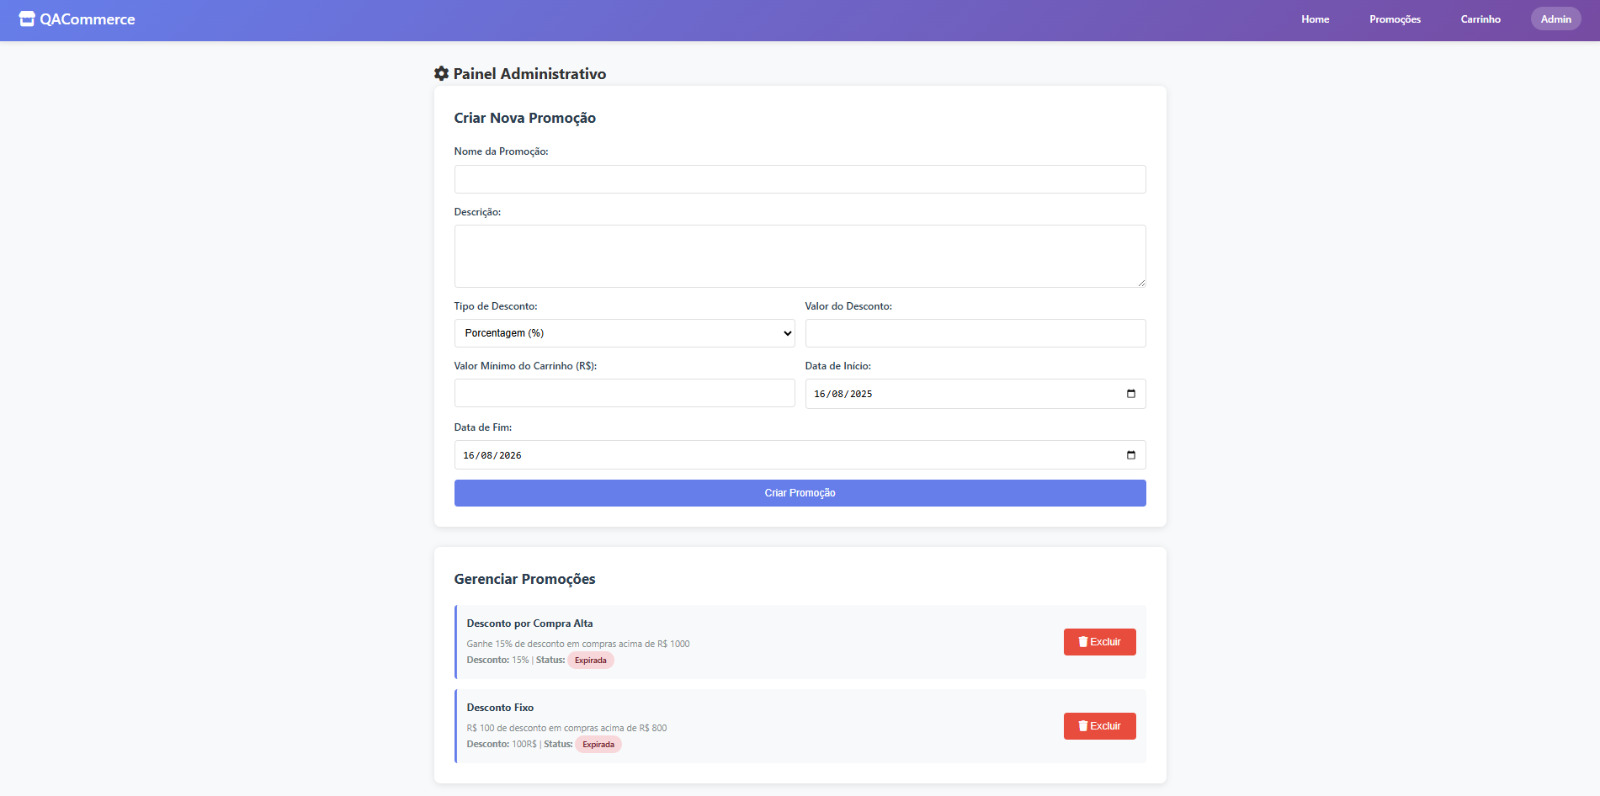 QACommerce
Home Promoções Carrinho Admin
Painel Administrativo
Criar Nova Promoção
Nome da Promoção:
Descrição:
Tipo de Desconto: Valor do Desconto:
Porcentagem (%)
Valor Mínimo do Carrinho (R$): Data de Início:
16/08/2025
Data de Fim:
16/08/2026
Criar Promoção
Gerenciar Promoções
Desconto por Compra Alta
Ganhe 15% de desconto em compras acima de R$ 1000
Desconto: 15% | Status: Expirada
Excluir
Desconto Fixo
R$ 100 de desconto em compras acima de R$ 800
Desconto: 100R$ | Status: Expirada
Excluir